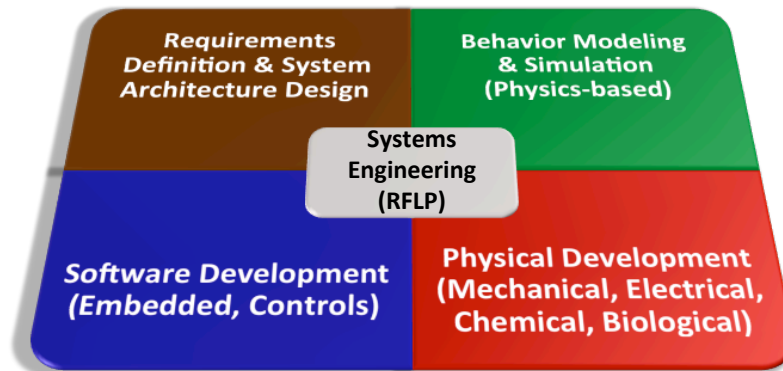 Requirements
Definition & System
Architecture Design
Behavior Modeling
& Simulation
(Physics-based)
Systems
Engineering
(RFLP)
Software Development
(Embedded, Controls)
Physical Development
(Mechanical, Electrical,
Chemical, Biological)